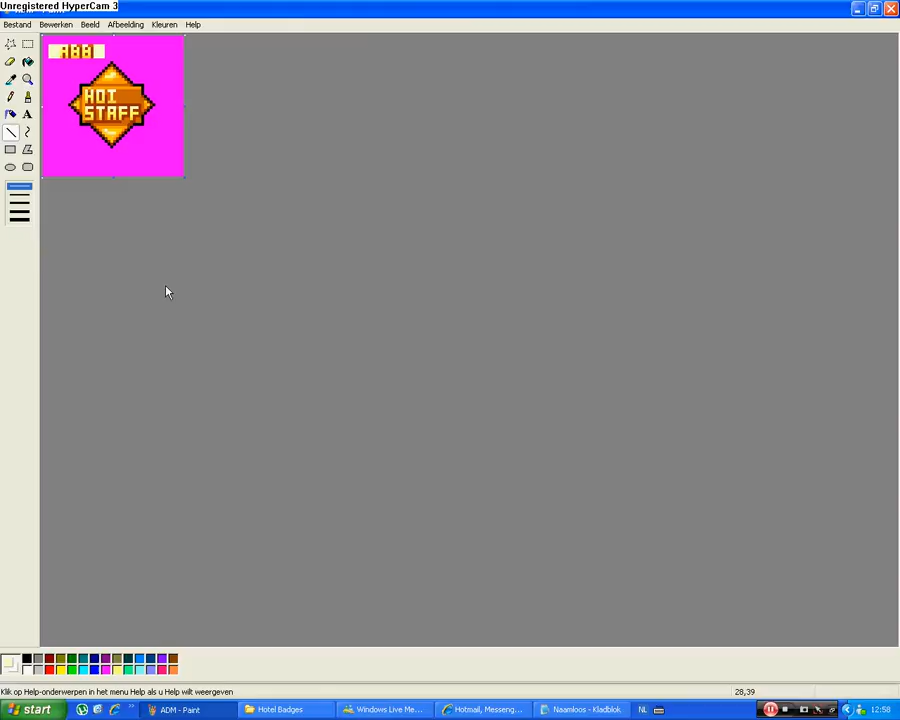 Unregistered HyperCam 3
Bestand Bewerken Beeld Afbeelding Kleuren Help
ABB
HOI
STAFF
A
Klik op Help-onderwerpen in het menu Help als u Help wilt weergeven
28,39
start
ADM - Paint
Hotel Badges
Windows Live Me...
Hotmail, Messeng...
Naamloos - Kladblok
NL
12:58